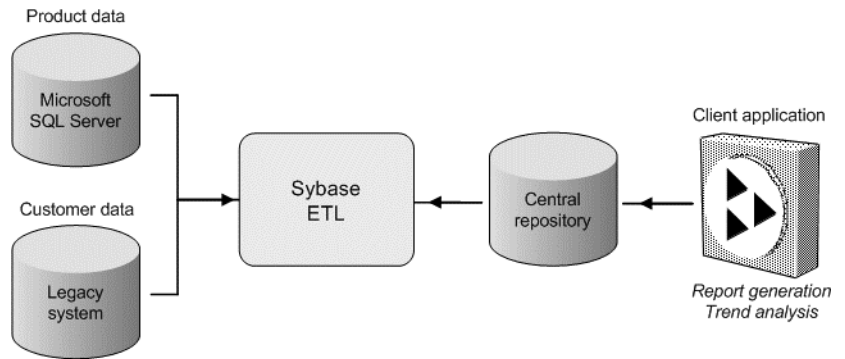 Product data
Microsoft
SQL Server
Customer data
Legacy
system
Sybase
ETL
Central
repository
Client application
Report generation
Trend analysis